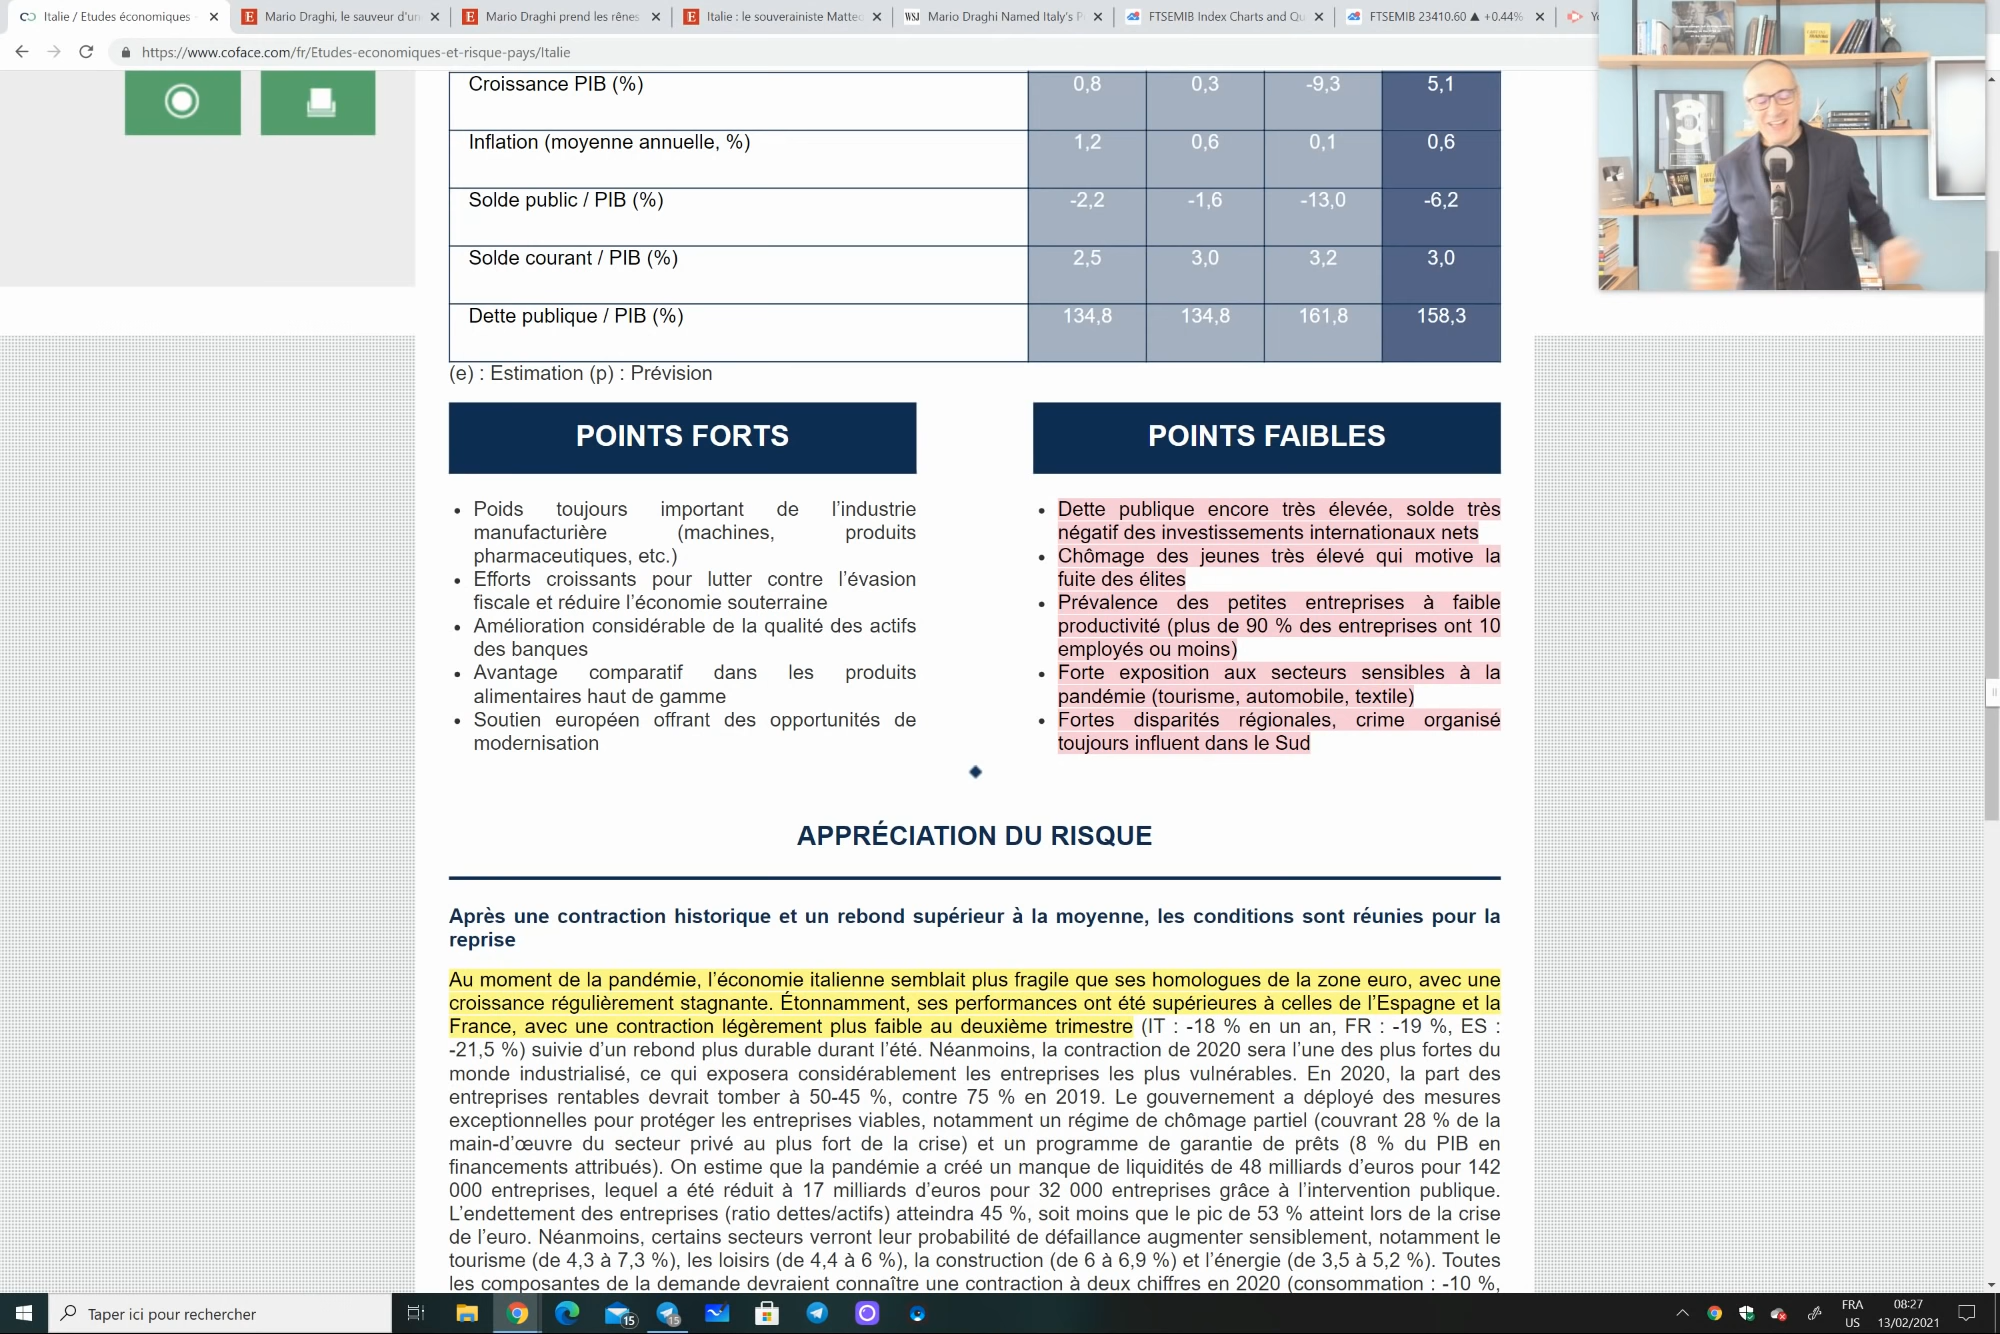 Italie / Etudes économiques
Mario Draghi, le sauveur d'un
Mario Draghi prend les rênes
Italie : le souverainiste Matteo
WSJ Mario Draghi Named Italy's P
FTSEMIB Index Charts and Qu
FTSEMIB 23410.60 ▲ +0.44%
https://www.coface.com/fr/Etudes-economiques-et-risque-pays/Italie
Croissance PIB (%) 0,8 0,3 -9,3 5,1
Inflation (moyenne annuelle, %) 1,2 0,6 0,1 0,6
Solde public / PIB (%) -2,2 -1,6 -13,0 -6,2
Solde courant / PIB (%) 2,5 3,0 3,2 3,0
Dette publique / PIB (%) 134,8 134,8 161,8 158,3
(e) : Estimation (p) : Prévision
POINTS FORTS
• Poids toujours important de l’industrie
manufacturière (machines, produits
pharmaceutiques, etc.)
• Efforts croissants pour lutter contre l’évasion
fiscale et réduire l’économie souterraine
• Amélioration considérable de la qualité des actifs
des banques
• Avantage comparatif dans les produits
alimentaires haut de gamme
• Soutien européen offrant des opportunités de
modernisation
POINTS FAIBLES
• Dette publique encore très élevée, solde très
négatif des investissements internationaux nets
• Chômage des jeunes très élevé qui motive la
fuite des élites
• Prévalence des petites entreprises à faible
productivité (plus de 90 % des entreprises ont 10
employés ou moins)
• Forte exposition aux secteurs sensibles à la
pandémie (tourisme, automobile, textile)
• Fortes disparités régionales, crime organisé
toujours influent dans le Sud
APPRÉCIATION DU RISQUE
Après une contraction historique et un rebond supérieur à la moyenne, les conditions sont réunies pour la
reprise
Au moment de la pandémie, l’économie italienne semblait plus fragile que ses homologues de la zone euro, avec une
croissance régulièrement stagnante. Étonnamment, ses performances ont été supérieures à celles de l’Espagne et la
France, avec une contraction légèrement plus faible au deuxième trimestre (IT : -18 % en un an, FR : -19 %, ES :
-21,5 %) suivie d’un rebond plus durable durant l’été. Néanmoins, la contraction de 2020 sera l’une des plus fortes du
monde industrialisé, ce qui exposera considérablement les entreprises les plus vulnérables. En 2020, la part des
entreprises rentables devrait tomber à 50-45 %, contre 75 % en 2019. Le gouvernement a déployé des mesures
exceptionnelles pour protéger les entreprises viables, notamment un régime de chômage partiel (couvrant 28 % de la
main-d’œuvre du secteur privé au plus fort de la crise) et un programme de garantie de prêts (8 % du PIB en
financements attribués). On estime que la pandémie a créé un manque de liquidités de 48 milliards d’euros pour 142
000 entreprises, lequel a été réduit à 17 milliards d’euros pour 32 000 entreprises grâce à l’intervention publique.
L’endettement des entreprises (ratio dettes/actifs) atteindra 45 %, soit moins que le pic de 53 % atteint lors de la crise
de l’euro. Néanmoins, certains secteurs verront leur probabilité de défaillance augmenter sensiblement, notamment le
tourisme (de 4,3 à 7,3 %), les loisirs (de 4,4 à 6 %), la construction (de 6 à 6,9 %) et l’énergie (de 3,5 à 5,2 %). Toutes
les composantes de la demande devraient connaître une contraction à deux chiffres en 2020 (consommation : -10 %,
Taper ici pour rechercher
15
15
FRA
US
08:27
13/02/2021